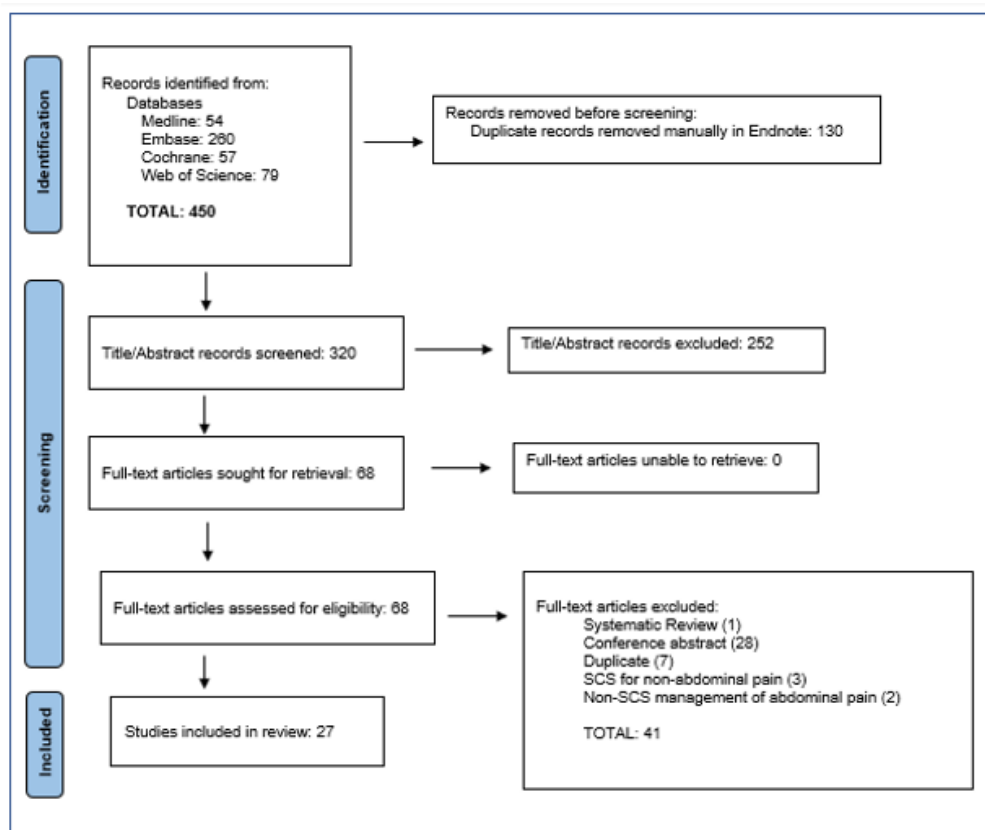 Identification
Records identified from:
Databases
Medline: 54
Embase: 260
Cochrane: 57
Web of Science: 79
TOTAL: 450
Records removed before screening:
Duplicate records removed manually in Endnote: 130
Screening
Title/Abstract records screened: 320
Title/Abstract records excluded: 252
Full-text articles sought for retrieval: 68
Full-text articles unable to retrieve: 0
Full-text articles assessed for eligibility: 68
Full-text articles excluded:
Systematic Review (1)
Conference abstract (28)
Duplicate (7)
SCS for non-abdominal pain (3)
Non-SCS management of abdominal pain (2)
TOTAL: 41
Included
Studies included in review: 27